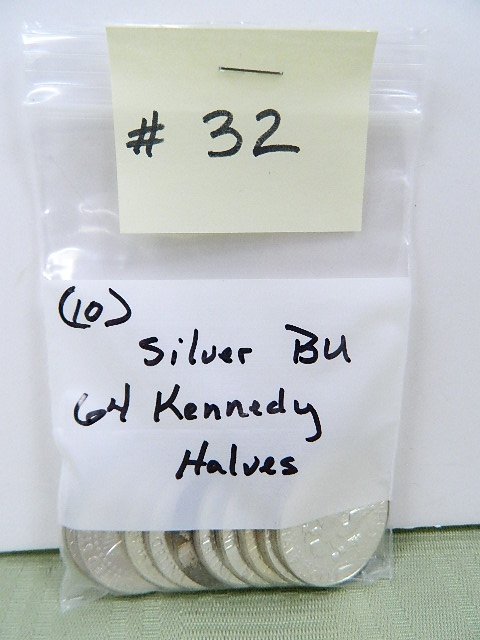 # 32
(10)
Silver BU
64 Kennedy
Halves